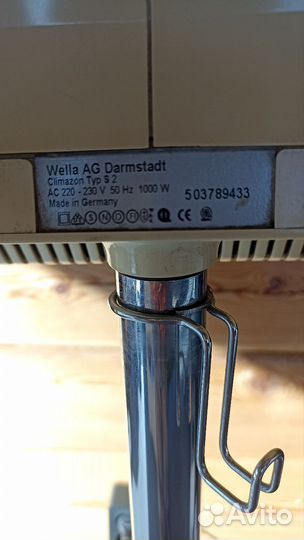 Wella AG Darmstadt
Climazon Typ S 2
AC 220 - 230 V 50 Hz 1000 W
Made in Germany
503789433
Avito